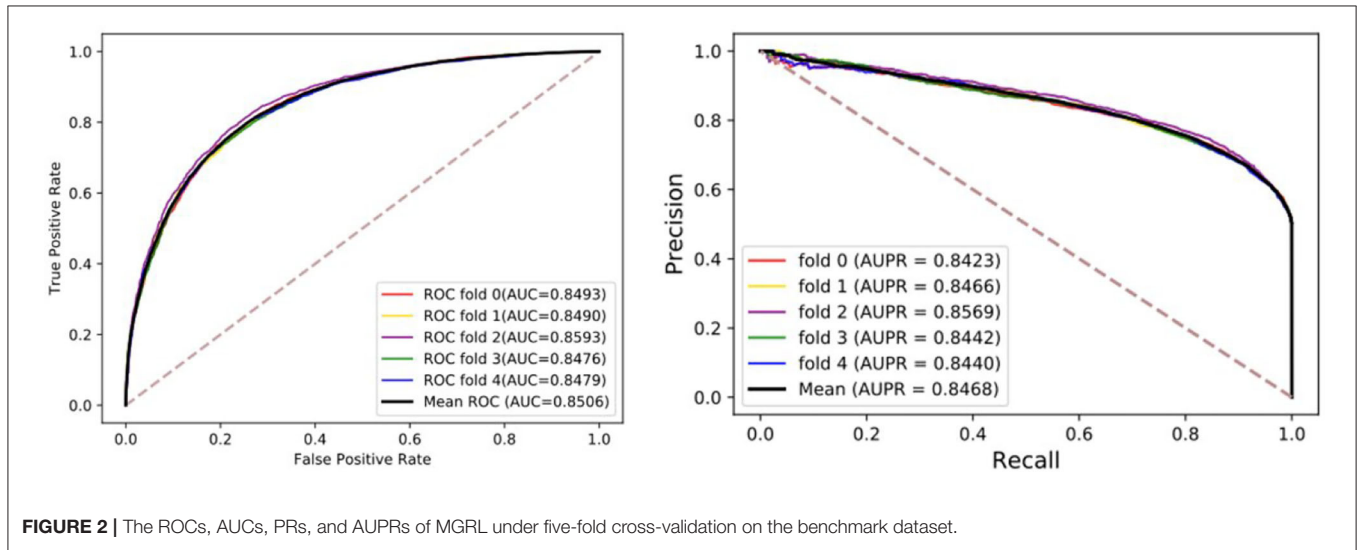 1.0
0.8
0.6
0.4
0.2
0.0
True Positive Rate
0.0 0.2 0.4 0.6 0.8 1.0
False Positive Rate
ROC fold 0(AUC=0.8493)
ROC fold 1(AUC=0.8490)
ROC fold 2(AUC=0.8593)
ROC fold 3(AUC=0.8476)
ROC fold 4(AUC=0.8479)
Mean ROC (AUC=0.8506)
1.0
0.8
0.6
0.4
0.2
0.0
Precision
0.0 0.2 0.4 0.6 0.8 1.0
Recall
fold 0 (AUPR = 0.8423)
fold 1 (AUPR = 0.8466)
fold 2 (AUPR = 0.8569)
fold 3 (AUPR = 0.8442)
fold 4 (AUPR = 0.8440)
Mean (AUPR = 0.8468)
FIGURE 2 | The ROCs, AUCs, PRs, and AUPRs of MGRL under five-fold cross-validation on the benchmark dataset.